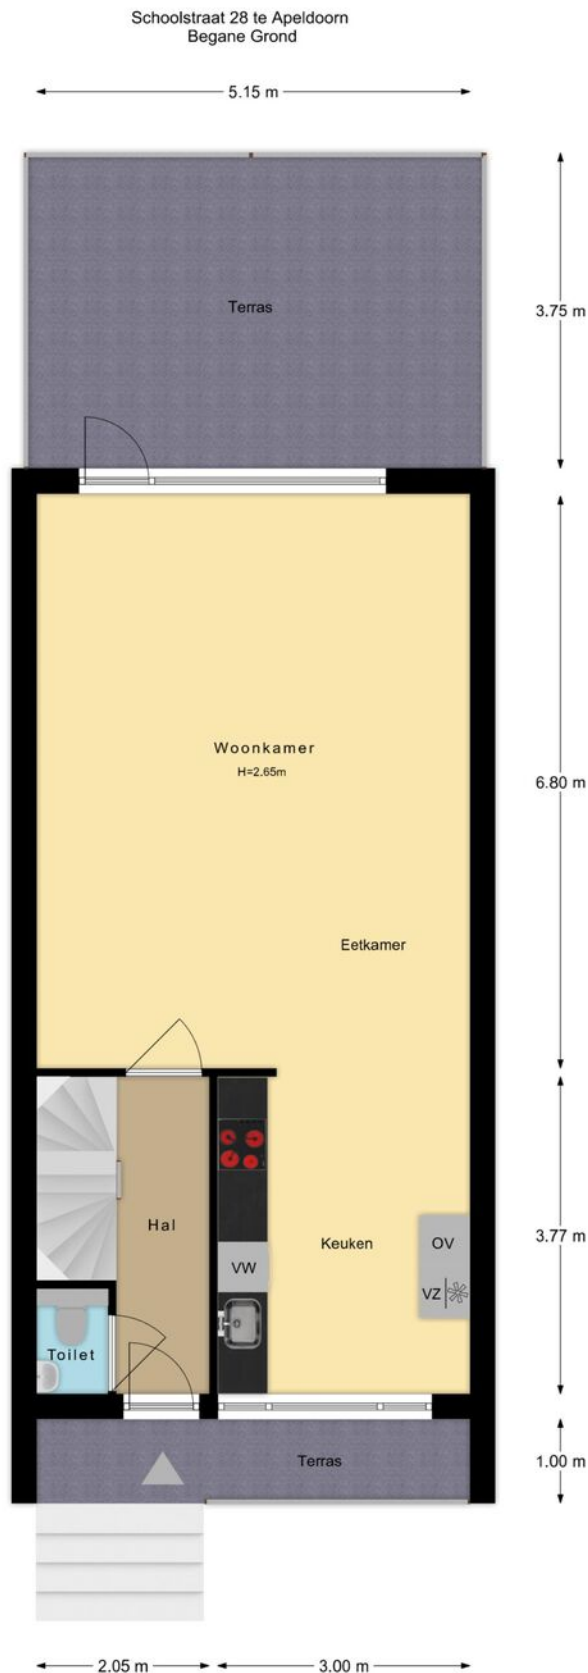 Schoolstraat 28 te Apeldoorn
Begane Grond
5.15 m
Terras
3.75 m
Woonkamer
H=2.65m
6.80 m
Eetkamer
Hal
Keuken
OV
3.77 m
VW
VZ
Toilet
Terras
1.00 m
2.05 m
3.00 m